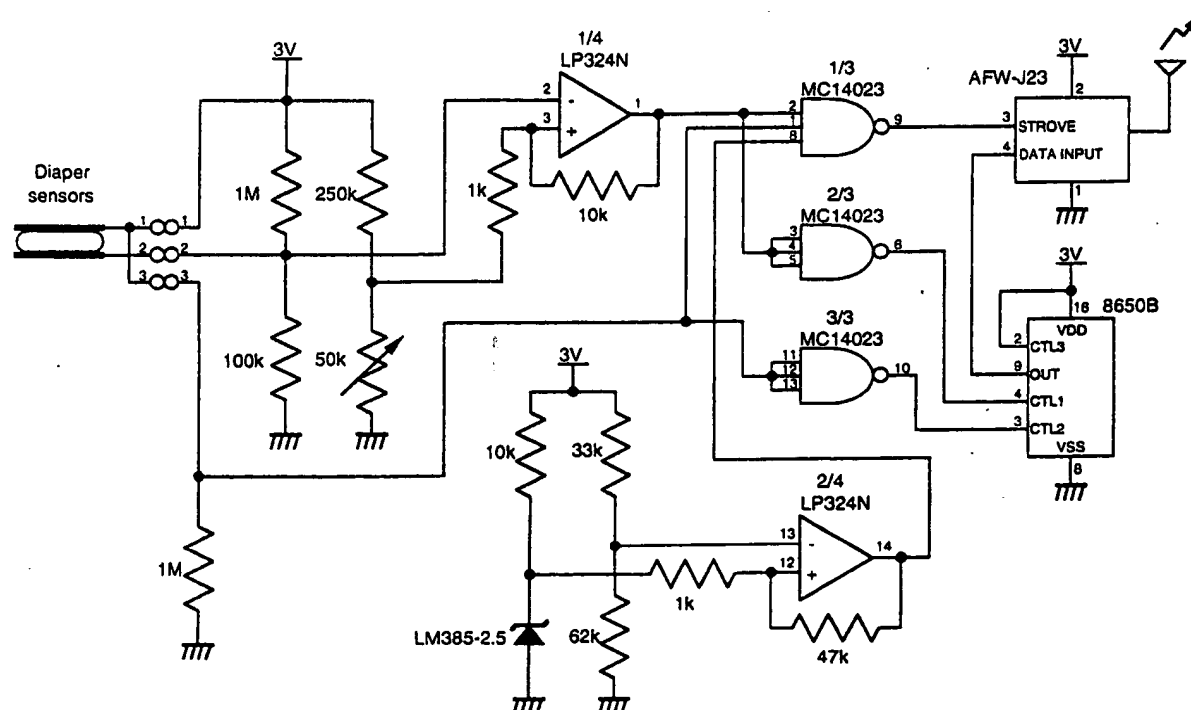 3V
1/4
LP324N
2
-
3
+
1
1k
10k
1M
250k
Diaper
sensors
1
1
2
2
3
3
100k
50k
1M
1/3
MC14023
2
1
8
9
2/3
MC14023
3
4
5
6
3/3
MC14023
11
12
13
10
3V
AFW-J23
2
3
STROVE
4
DATA INPUT
1
3V
16
8650B
VDD
2
CTL3
9
OUT
4
CTL1
3
CTL2
VSS
8
3V
10k
33k
2/4
LP324N
13
-
12
+
14
1k
47k
LM385-2.5
62k